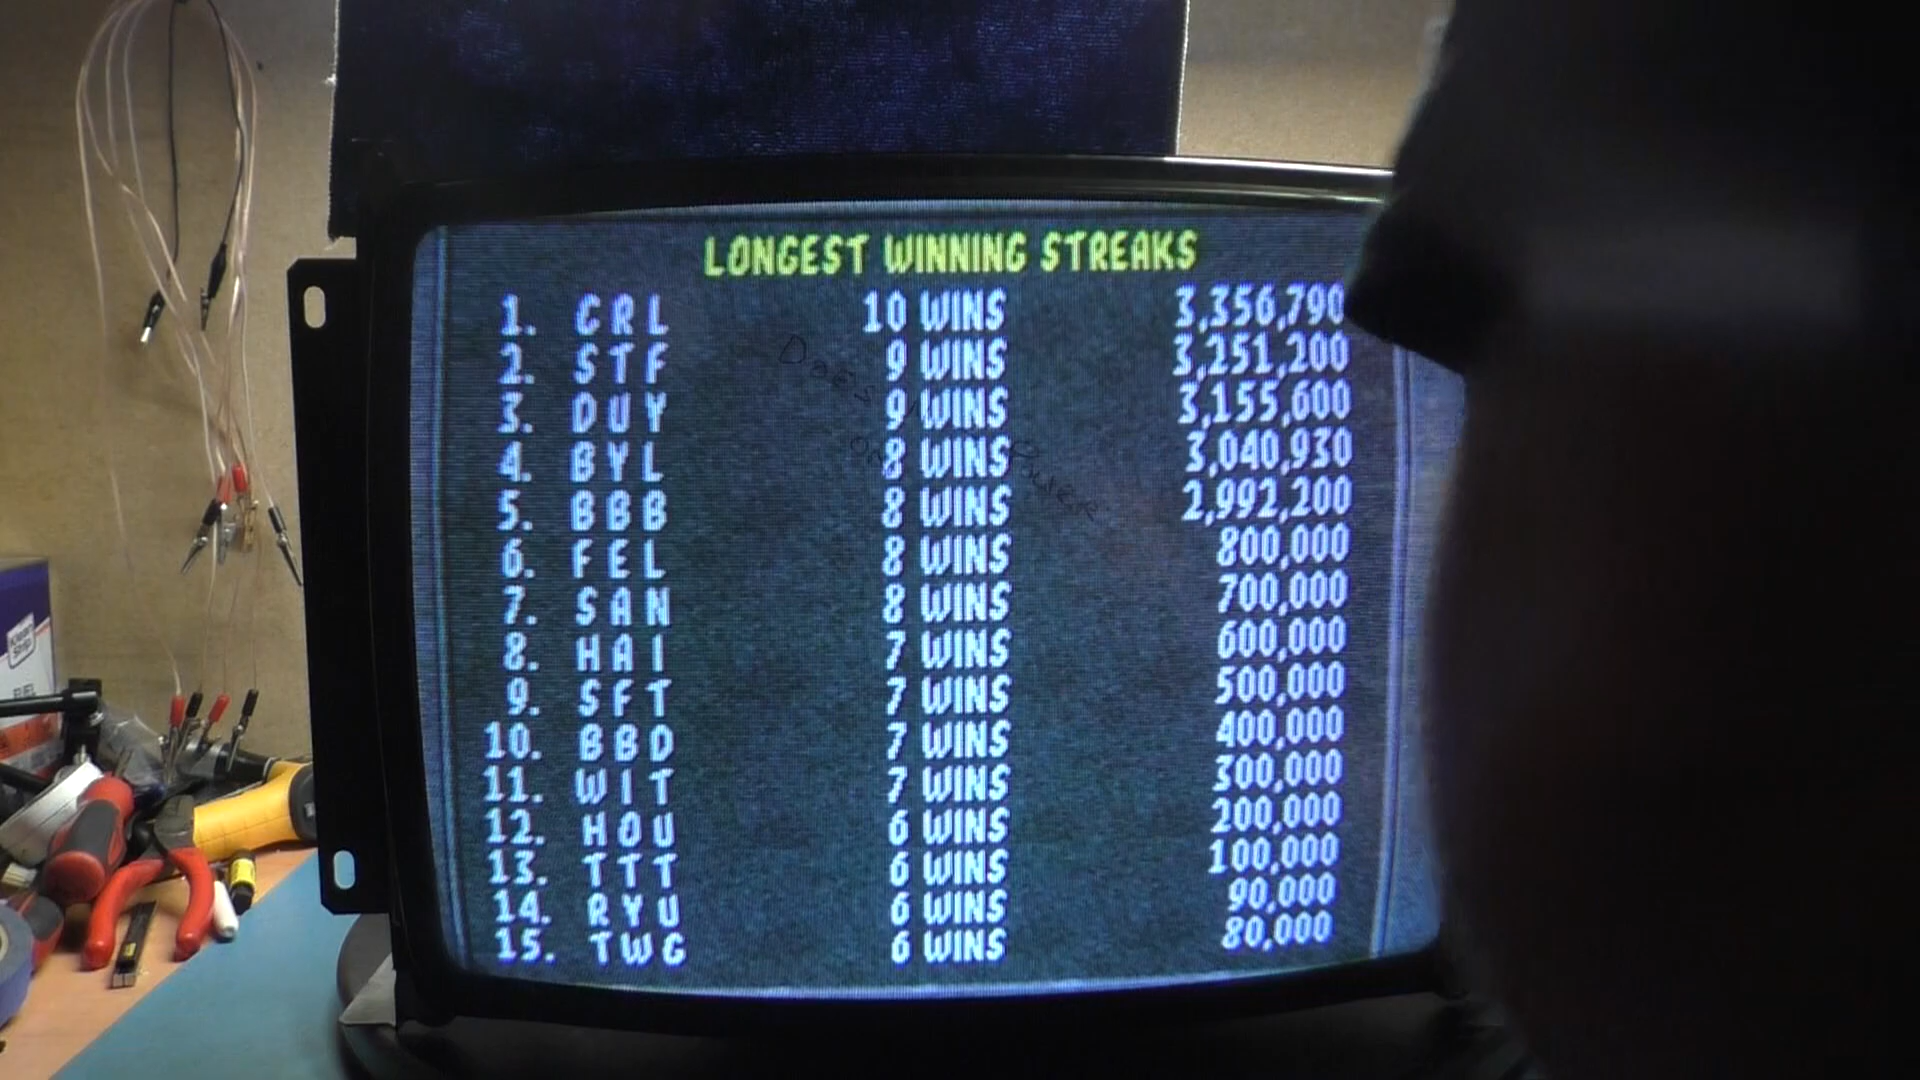 LONGEST WINNING STREAKS
1. CRL 10 WINS 3,356,790
2. STF 9 WINS 3,251,200
3. DUY 9 WINS 3,155,600
4. BYL 8 WINS 3,040,930
5. BBB 8 WINS 2,992,200
6. FEL 8 WINS 800,000
7. SAN 8 WINS 700,000
8. HAI 7 WINS 600,000
9. SFT 7 WINS 500,000
10. BBD 7 WINS 400,000
11. WIT 7 WINS 300,000
12. HOU 6 WINS 200,000
13. TTT 6 WINS 100,000
14. RYU 6 WINS 90,000
15. TWG 6 WINS 80,000
Does
Power